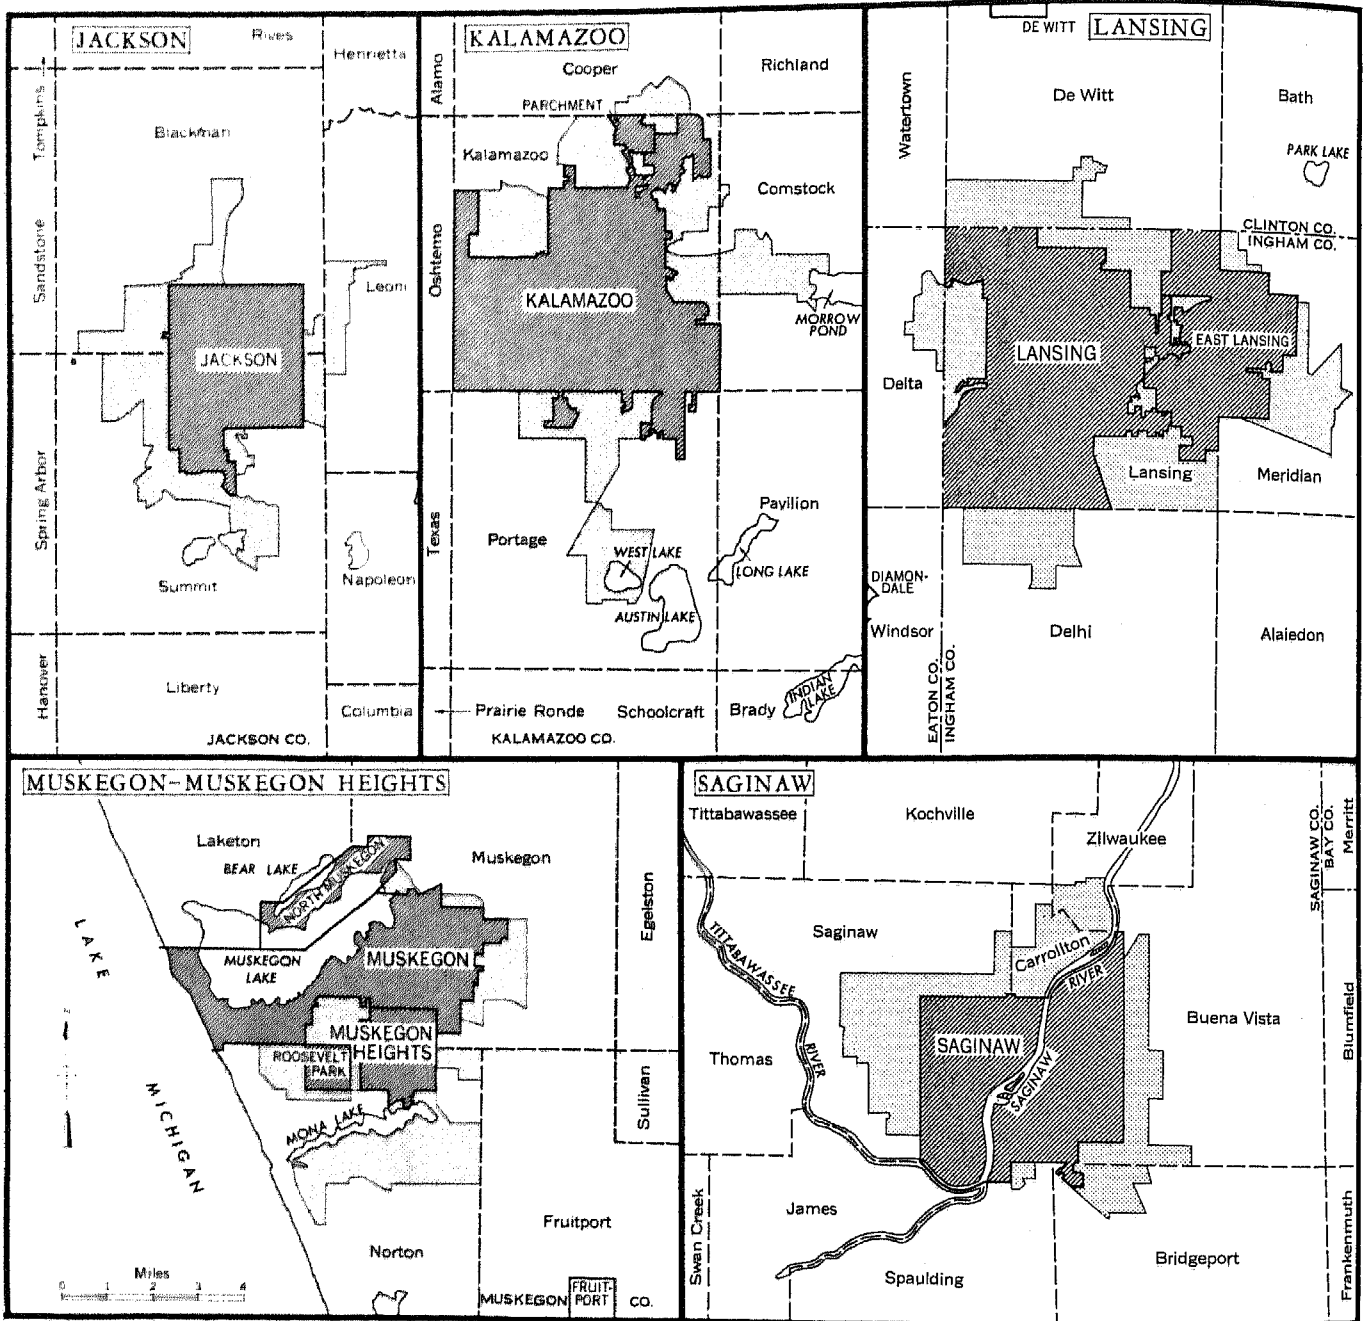 JACKSON
Rives
Henrietta
Tompkins
Blackman
Sandstone
Leoni
JACKSON
Spring Arbor
Summit
Napoleon
Hanover
Liberty
Columbia
JACKSON CO.
KALAMAZOO
Cooper
Richland
Alamo
PARCHMENT
Kalamazoo
Comstock
Oshtemo
KALAMAZOO
MORROW
POND
Texas
Portage
Pavilion
WEST LAKE
LONG LAKE
AUSTIN LAKE
INDIAN
LAKE
Prairie Ronde
Schoolcraft
Brady
KALAMAZOO CO.
DE WITT
LANSING
Watertown
De Witt
Bath
PARK LAKE
CLINTON CO.
INGHAM CO.
LANSING
EAST LANSING
Delta
Lansing
Meridian
DIAMON-
DALE
Windsor
Delhi
Alaiedon
EATON CO.
INGHAM CO.
MUSKEGON-MUSKEGON HEIGHTS
Laketon
BEAR LAKE
NORTH MUSKEGON
Muskegon
Egelston
LAKE
MICHIGAN
MUSKEGON
LAKE
MUSKEGON
MUSKEGON
HEIGHTS
ROOSEVELT
PARK
MONA LAKE
Sullivan
Fruitport
Norton
Miles
0 1 2 3 4
MUSKEGON
FRUIT-
PORT
CO.
SAGINAW
Tittabawassee
Kochville
Zilwaukee
SAGINAW CO.
BAY CO.
Merritt
Saginaw
TITTABAWASSEE
RIVER
Carrollton
RIVER
Thomas
SAGINAW
SAGINAW
Buena Vista
Blumfield
Swan Creek
James
Spaulding
Bridgeport
Frankenmuth